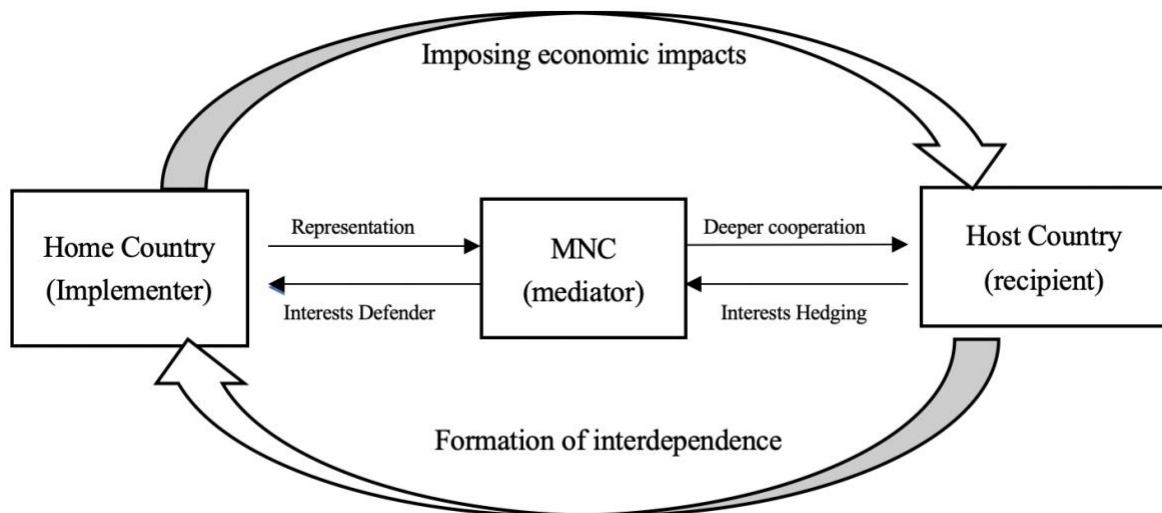 Imposing economic impacts
Home Country
(Implementer)
Representation
Interests Defender
MNC
(mediator)
Deeper cooperation
Interests Hedging
Host Country
(recipient)
Formation of interdependence